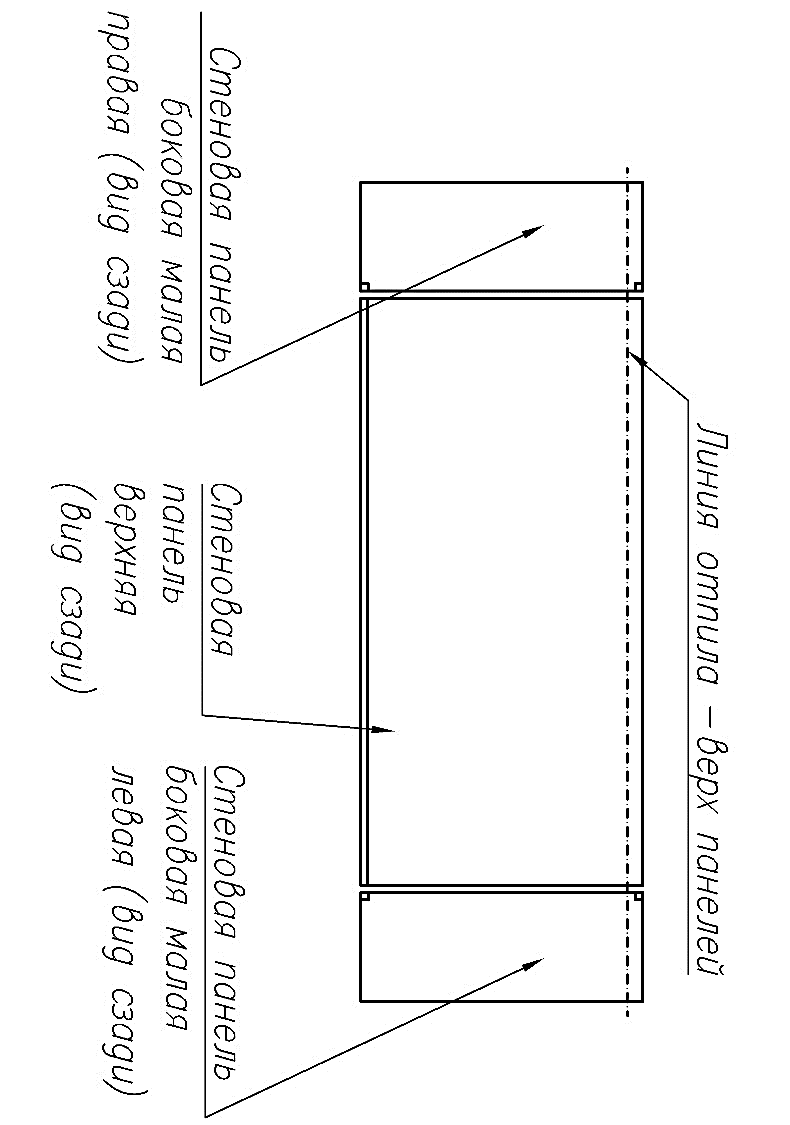 Линия отпила –верх панелей
Стеновая панель
боковая малая
правая (вид сзади)
Стеновая
панель
верхняя
(вид сзади)
Стеновая панель
боковая малая
левая (вид сзади)